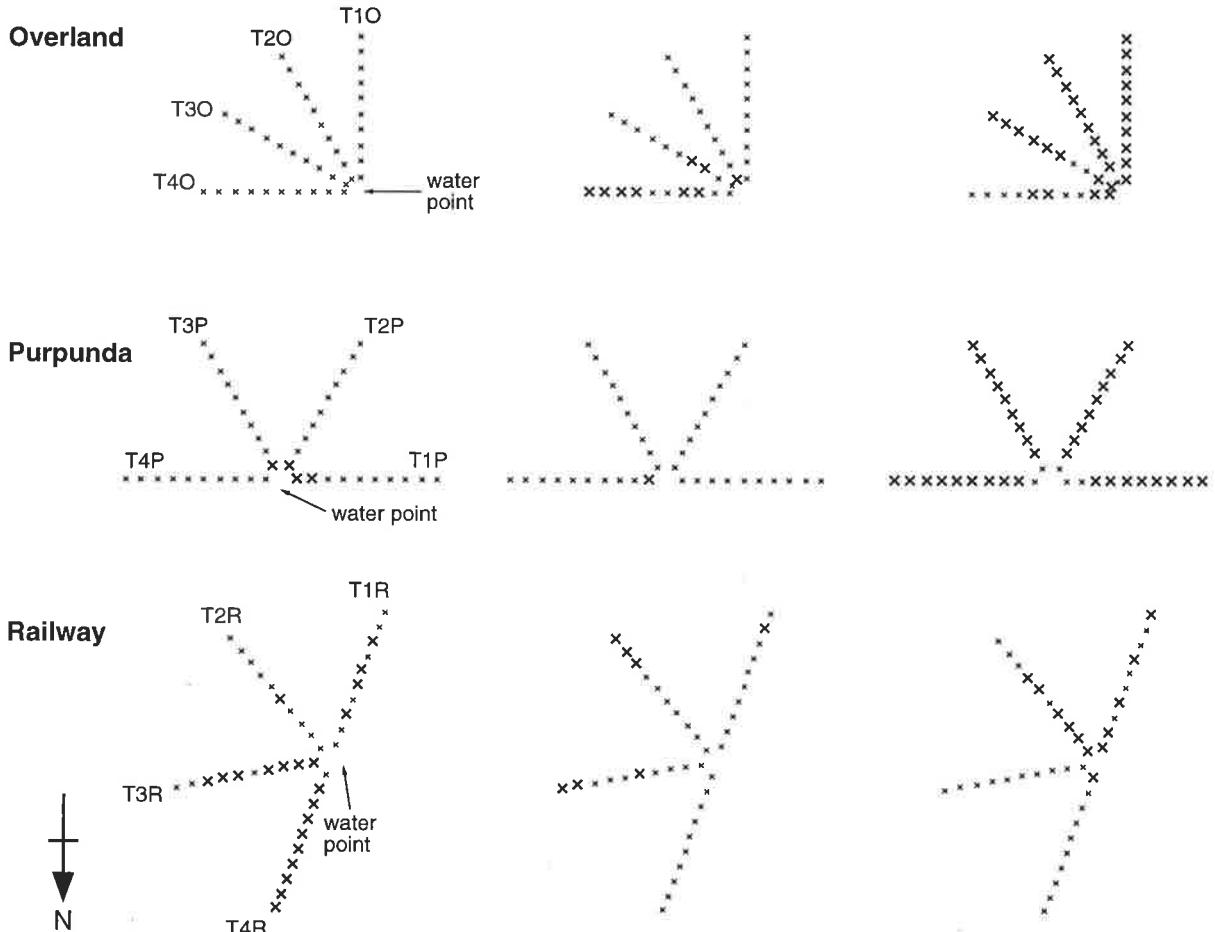 Overland
T1O
T2O
T3O
T4O
water
point
Purpunda
T3P
T2P
T4P
T1P
water point
Railway
T1R
T2R
T3R
water
point
N
T4R